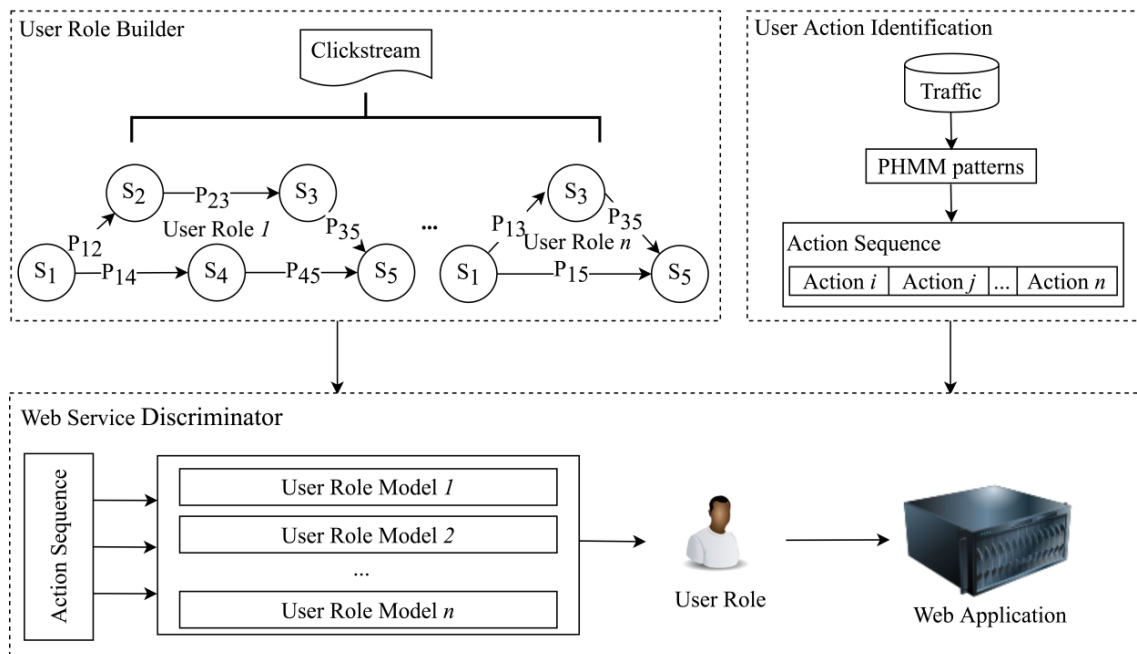 User Role Builder
Clickstream
S2
P23
S3
P12
User Role 1
P35
S1
P14
S4
P45
S5
...
S3
P13
P35
User Role n
S1
P15
S5
User Action Identification
Traffic
PHMM patterns
Action Sequence
Action i
Action j
...
Action n
Web Service Discriminator
Action Sequence
User Role Model 1
User Role Model 2
...
User Role Model n
User Role
Web Application